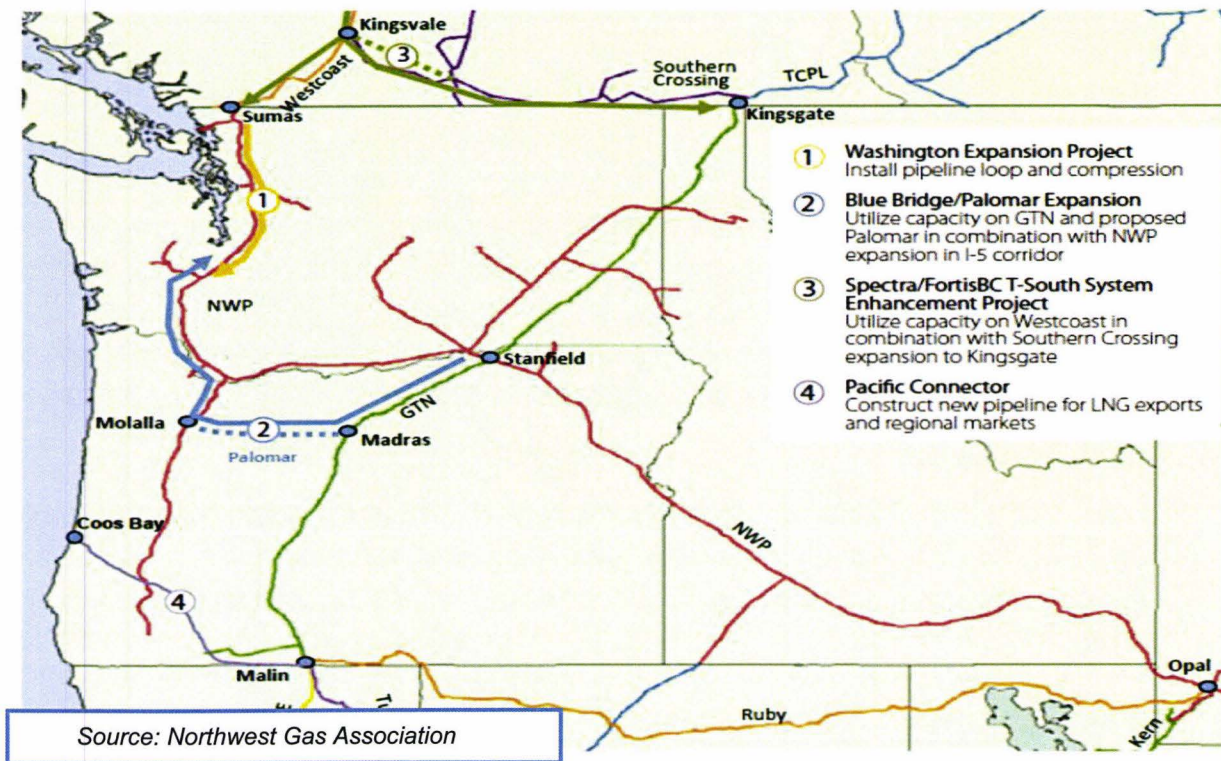 Kingsvale
3
Westcoast
Southern
Crossing
TCPL
Sumas
Kingsgate
1
1 Washington Expansion Project
Install pipeline loop and compression
2 Blue Bridge/Palomar Expansion
Utilize capacity on GTN and proposed
Palomar in combination with NWP
expansion in I-5 corridor
3 Spectra/FortisBC T-South System
Enhancement Project
Utilize capacity on Westcoast in
combination with Southern Crossing
expansion to Kingsgate
4 Pacific Connector
Construct new pipeline for LNG exports
and regional markets
NWP
Stanfield
GTN
Molalla
2
Madras
Palomar
Coos Bay
NWP
4
Malin
Opal
Ruby
Kern
Source: Northwest Gas Association